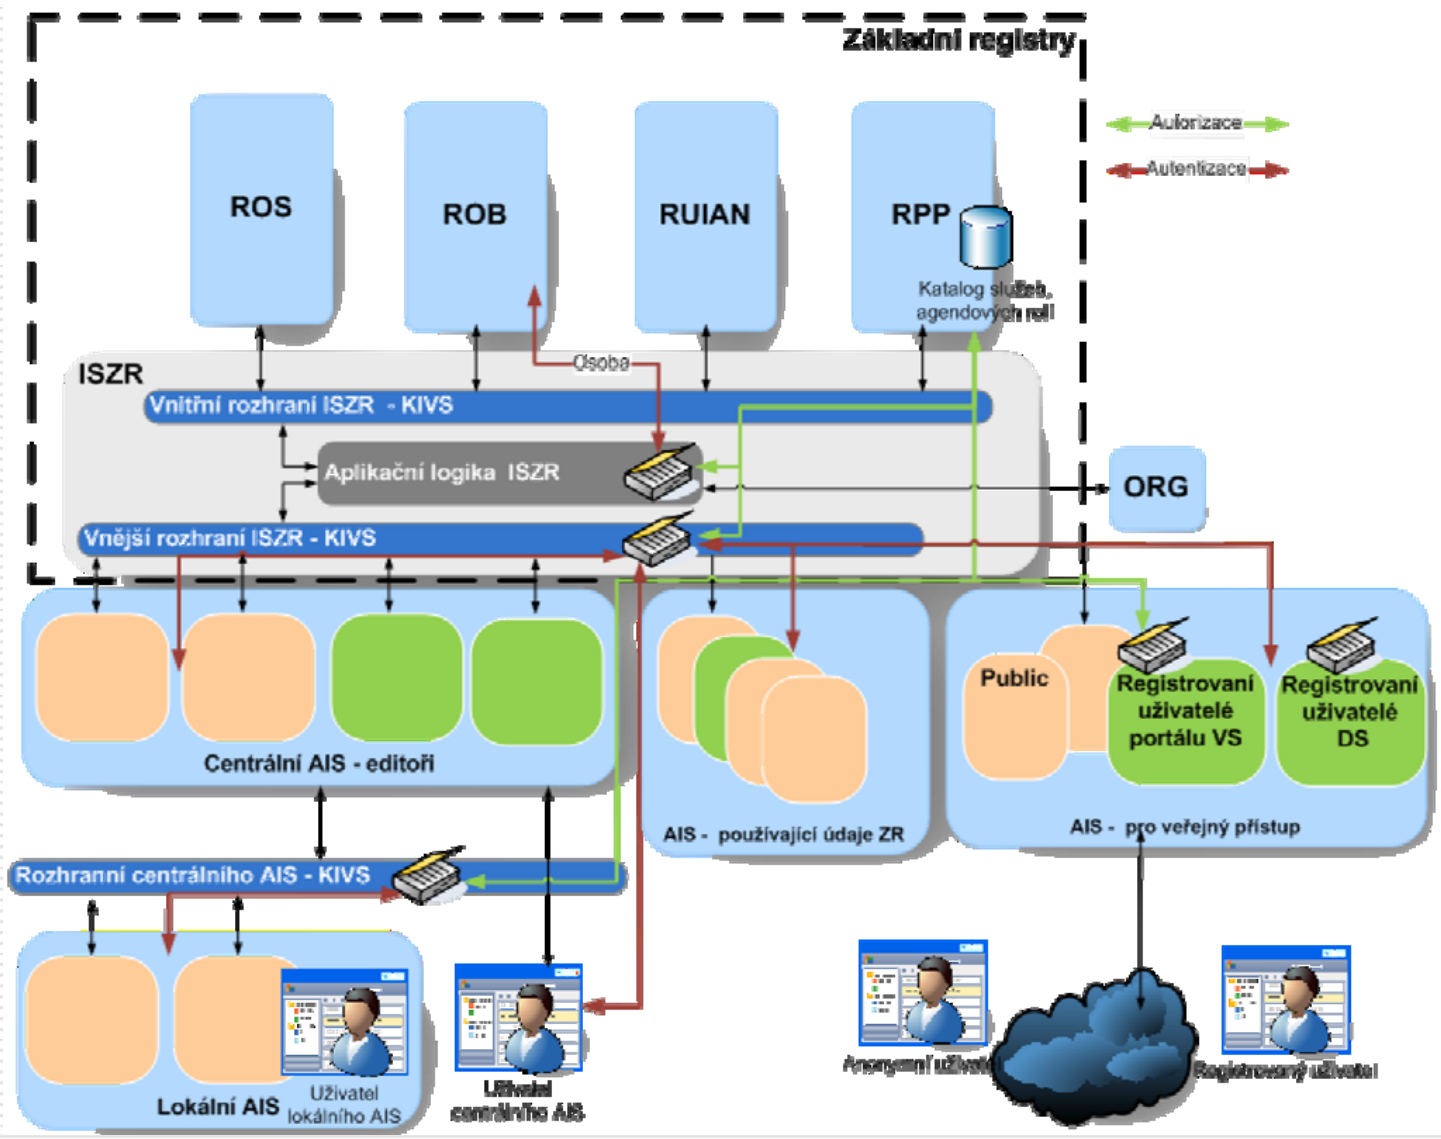 Základní registry
Autorizace
Autentizace
ROS
ROB
RUIAN
RPP
Katalog služeb,
agendových rolí
Osoba
ISZR
Vnitřní rozhraní ISZR - KIVS
Aplikační logika ISZR
ORG
Vnější rozhraní ISZR - KIVS
Public
Registrovaní
uživatelé
portálu VS
Registrovaní
uživatelé
DS
Centrální AIS - editoři
AIS - používající údaje ZR
AIS - pro veřejný přístup
Rozhranní centrálního AIS - KIVS
Anonymní uživatel
Registrovaný uživatel
Uživatel
lokálního AIS
Lokální AIS
Uživatel
centrálního AIS